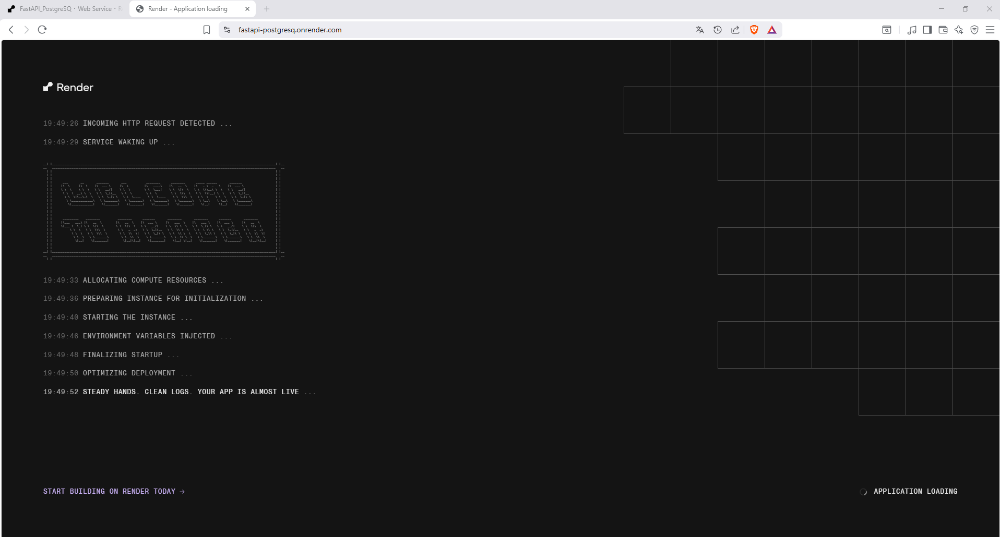 FastAPI_PostgreSQ · Web Service ·
Render - Application loading
fastapi-postgresq.onrender.com
Render
19:49:26 INCOMING HTTP REQUEST DETECTED ...
19:49:29 SERVICE WAKING UP ...
WELCOME
TO RENDER
19:49:33 ALLOCATING COMPUTE RESOURCES ...
19:49:36 PREPARING INSTANCE FOR INITIALIZATION ...
19:49:40 STARTING THE INSTANCE ...
19:49:46 ENVIRONMENT VARIABLES INJECTED ...
19:49:48 FINALIZING STARTUP ...
19:49:50 OPTIMIZING DEPLOYMENT ...
19:49:52 STEADY HANDS. CLEAN LOGS. YOUR APP IS ALMOST LIVE ...
START BUILDING ON RENDER TODAY →
APPLICATION LOADING